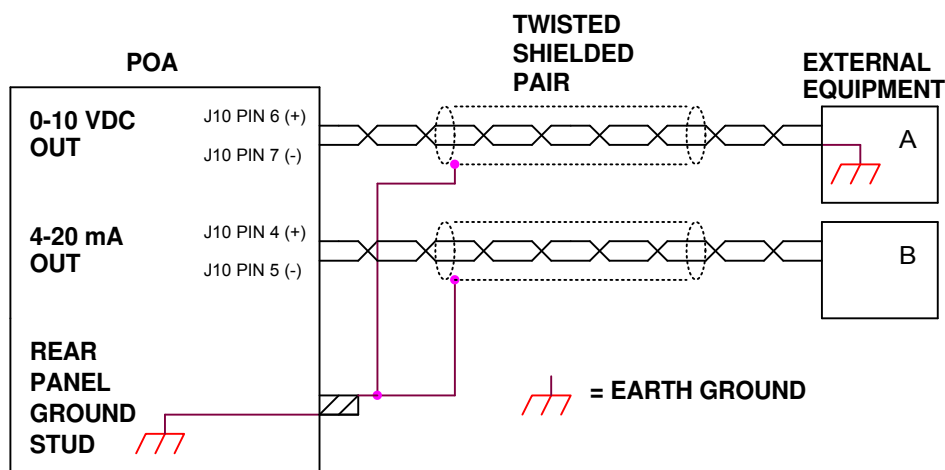 TWISTED
SHIELDED
PAIR
POA
EXTERNAL
EQUIPMENT
0-10 VDC
OUT
J10 PIN 6 (+)
J10 PIN 7 (-)
A
4-20 mA
OUT
J10 PIN 4 (+)
J10 PIN 5 (-)
B
REAR
PANEL
GROUND
STUD
= EARTH GROUND